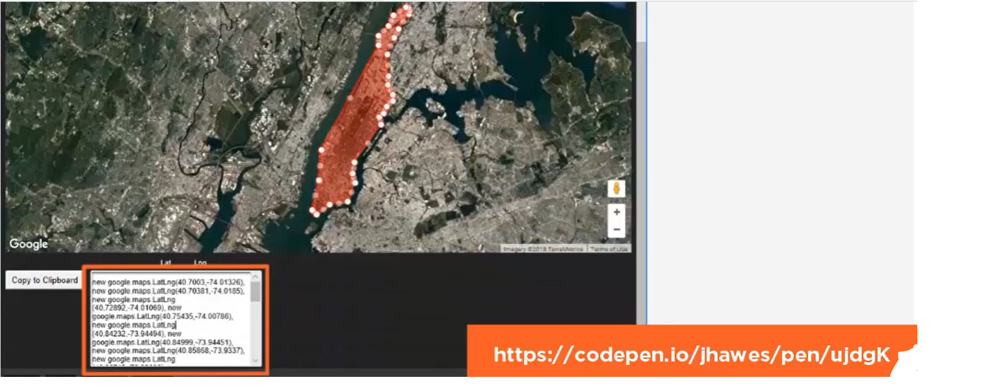 Google
Imagery ©2018 TerraMetrics | Terms of Use
Lat Lng
Copy to Clipboard
new google.maps.LatLng(40.7003,-74.01326),
new google.maps.LatLng(40.70381,-74.0185),
new google.maps.LatLng
(40.72892,-74.01069), new
google.maps.LatLng(40.75435,-74.00786),
new google.maps.LatLng
(40.84232,-73.94494), new
google.maps.LatLng(40.84999,-73.94451),
new google.maps.LatLng(40.85868,-73.9337),
new google.maps.LatLng
https://codepen.io/jhawes/pen/ujdgK